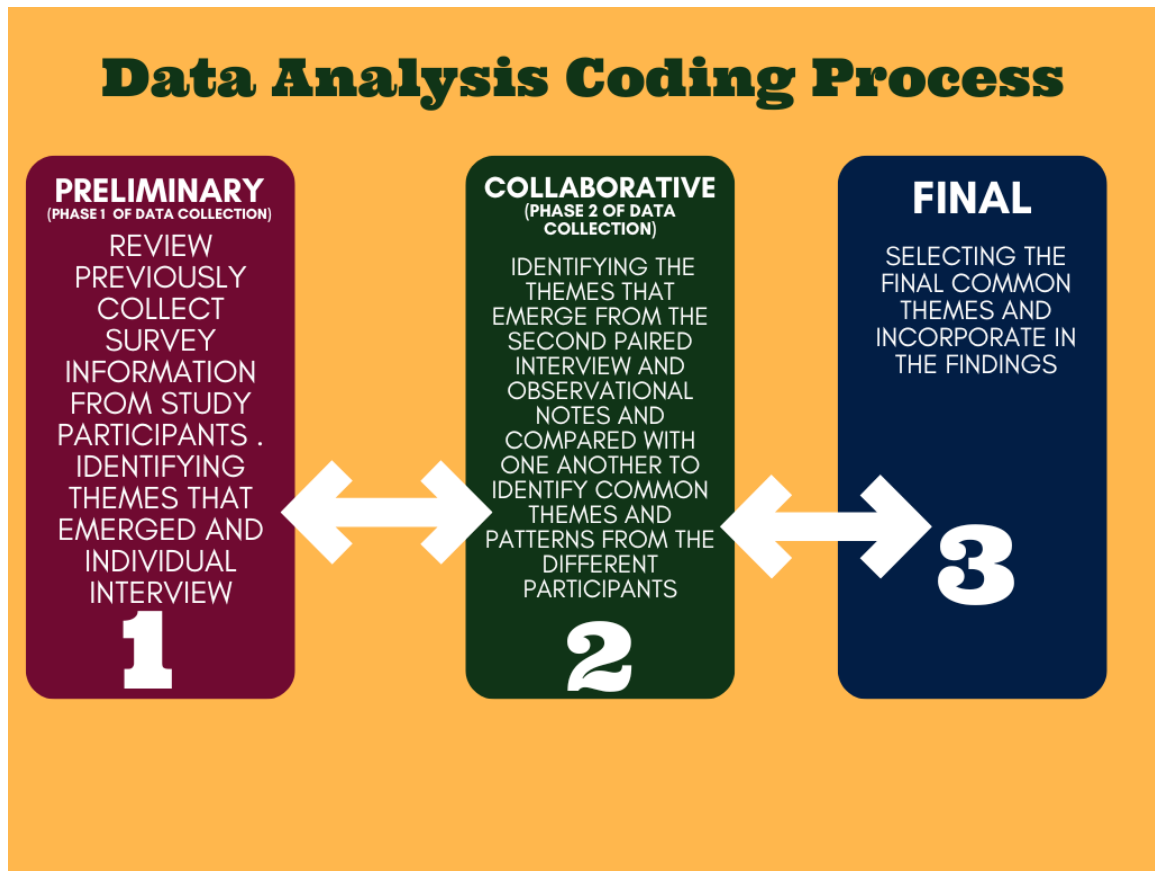 Data Analysis Coding Process
PRELIMINARY
(PHASE 1 OF DATA COLLECTION)
REVIEW
PREVIOUSLY
COLLECT
SURVEY
INFORMATION
FROM STUDY
PARTICIPANTS .
IDENTIFYING
THEMES THAT
EMERGED AND
INDIVIDUAL
INTERVIEW
1
COLLABORATIVE
(PHASE 2 OF DATA
COLLECTION)
IDENTIFYING THE
THEMES THAT
EMERGE FROM THE
SECOND PAIRED
INTERVIEW AND
OBSERVATIONAL
NOTES AND
COMPARED WITH
ONE ANOTHER TO
IDENTIFY COMMON
THEMES AND
PATTERNS FROM THE
DIFFERENT
PARTICIPANTS
2
FINAL
SELECTING THE
FINAL COMMON
THEMES AND
INCORPORATE IN
THE FINDINGS
3